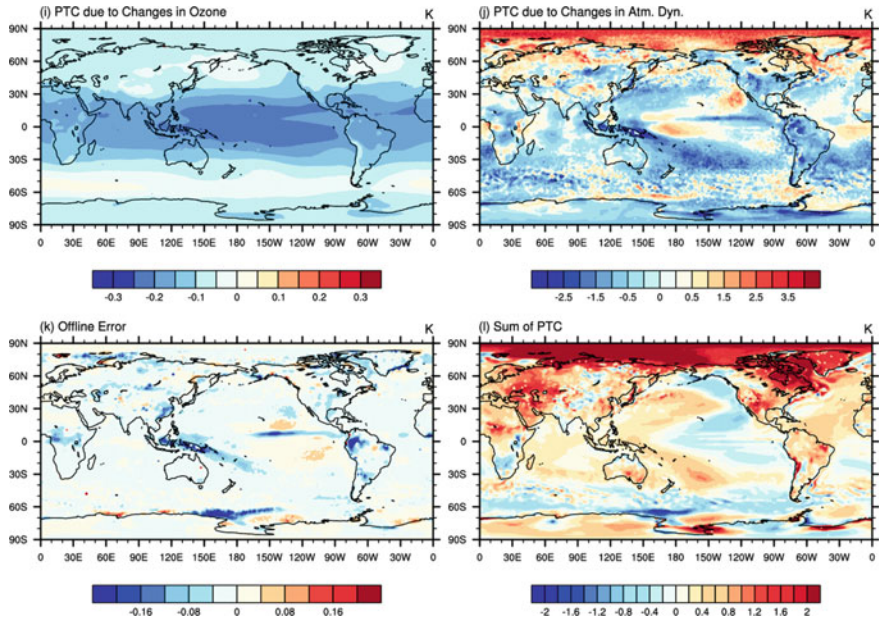 (i) PTC due to Changes in Ozone K
90N
60N
30N
0
30S
60S
90S
0 30E 60E 90E 120E 150E 180 150W 120W 90W 60W 30W 0
-0.3 -0.2 -0.1 0 0.1 0.2 0.3
(j) PTC due to Changes in Atm. Dyn. K
90N
60N
30N
0
30S
60S
90S
0 30E 60E 90E 120E 150E 180 150W 120W 90W 60W 30W 0
-2.5 -1.5 -0.5 0 0.5 1.5 2.5 3.5
(k) Offline Error K
90N
60N
30N
0
30S
60S
90S
0 30E 60E 90E 120E 150E 180 150W 120W 90W 60W 30W 0
-0.16 -0.08 0 0.08 0.16
(l) Sum of PTC K
90N
60N
30N
0
30S
60S
90S
0 30E 60E 90E 120E 150E 180 150W 120W 90W 60W 30W 0
-2 -1.6 -1.2 -0.8 -0.4 0 0.4 0.8 1.2 1.6 2